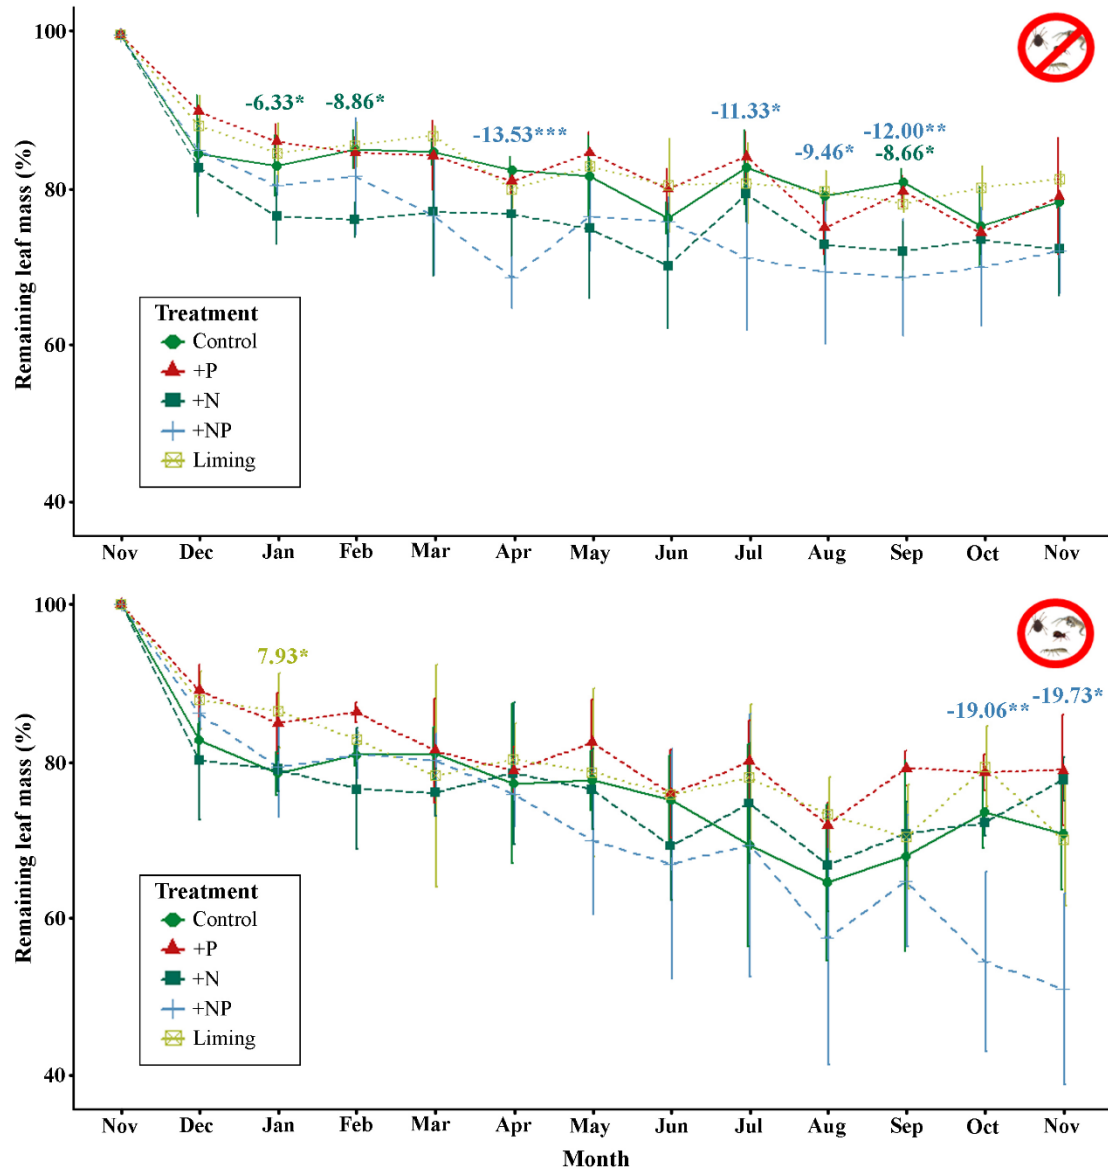 Remaining leaf mass (%)
100
80
60
40
-6.33*
-8.86*
-13.53***
-11.33*
-9.46*
-12.00**
-8.66*
Treatment
Control
+P
+N
+NP
Liming
Nov Dec Jan Feb Mar Apr May Jun Jul Aug Sep Oct Nov
Remaining leaf mass (%)
100
80
60
40
7.93*
-19.06**
-19.73*
Treatment
Control
+P
+N
+NP
Liming
Nov Dec Jan Feb Mar Apr May Jun Jul Aug Sep Oct Nov
Month